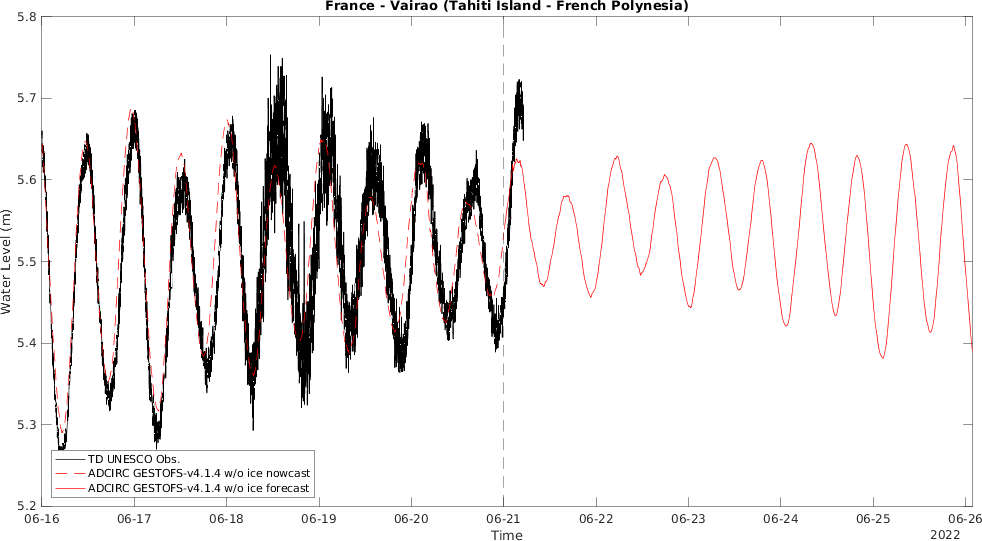 France - Vairao (Tahiti Island - French Polynesia)
5.8
5.7
5.6
5.5
5.4
5.3
5.2
Water Level (m)
TD UNESCO Obs.
ADCIRC GESTOFS-v4.1.4 w/o ice nowcast
ADCIRC GESTOFS-v4.1.4 w/o ice forecast
06-16 06-17 06-18 06-19 06-20 06-21 06-22 06-23 06-24 06-25 06-26
Time
2022